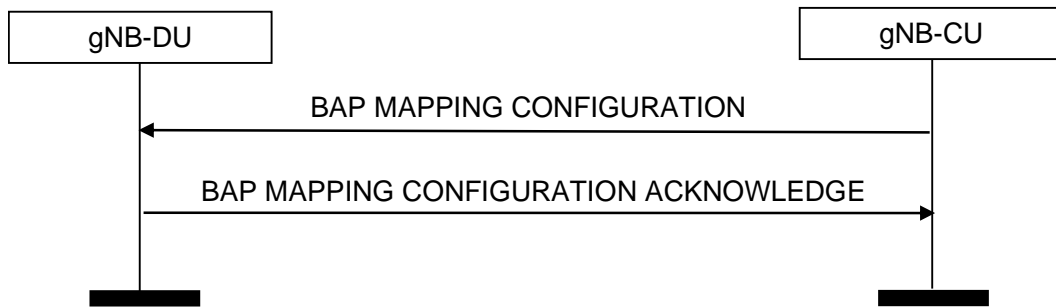 gNB-DU
gNB-CU
BAP MAPPING CONFIGURATION
BAP MAPPING CONFIGURATION ACKNOWLEDGE